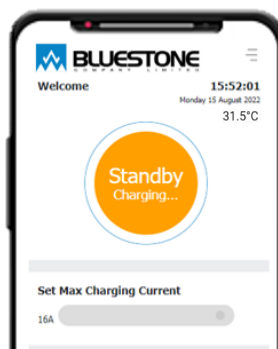 BLUESTONE
COMPANY LIMITED
Welcome
15:52:01
Monday 15 August 2022
31.5°C
Standby
Charging...
Set Max Charging Current
16A